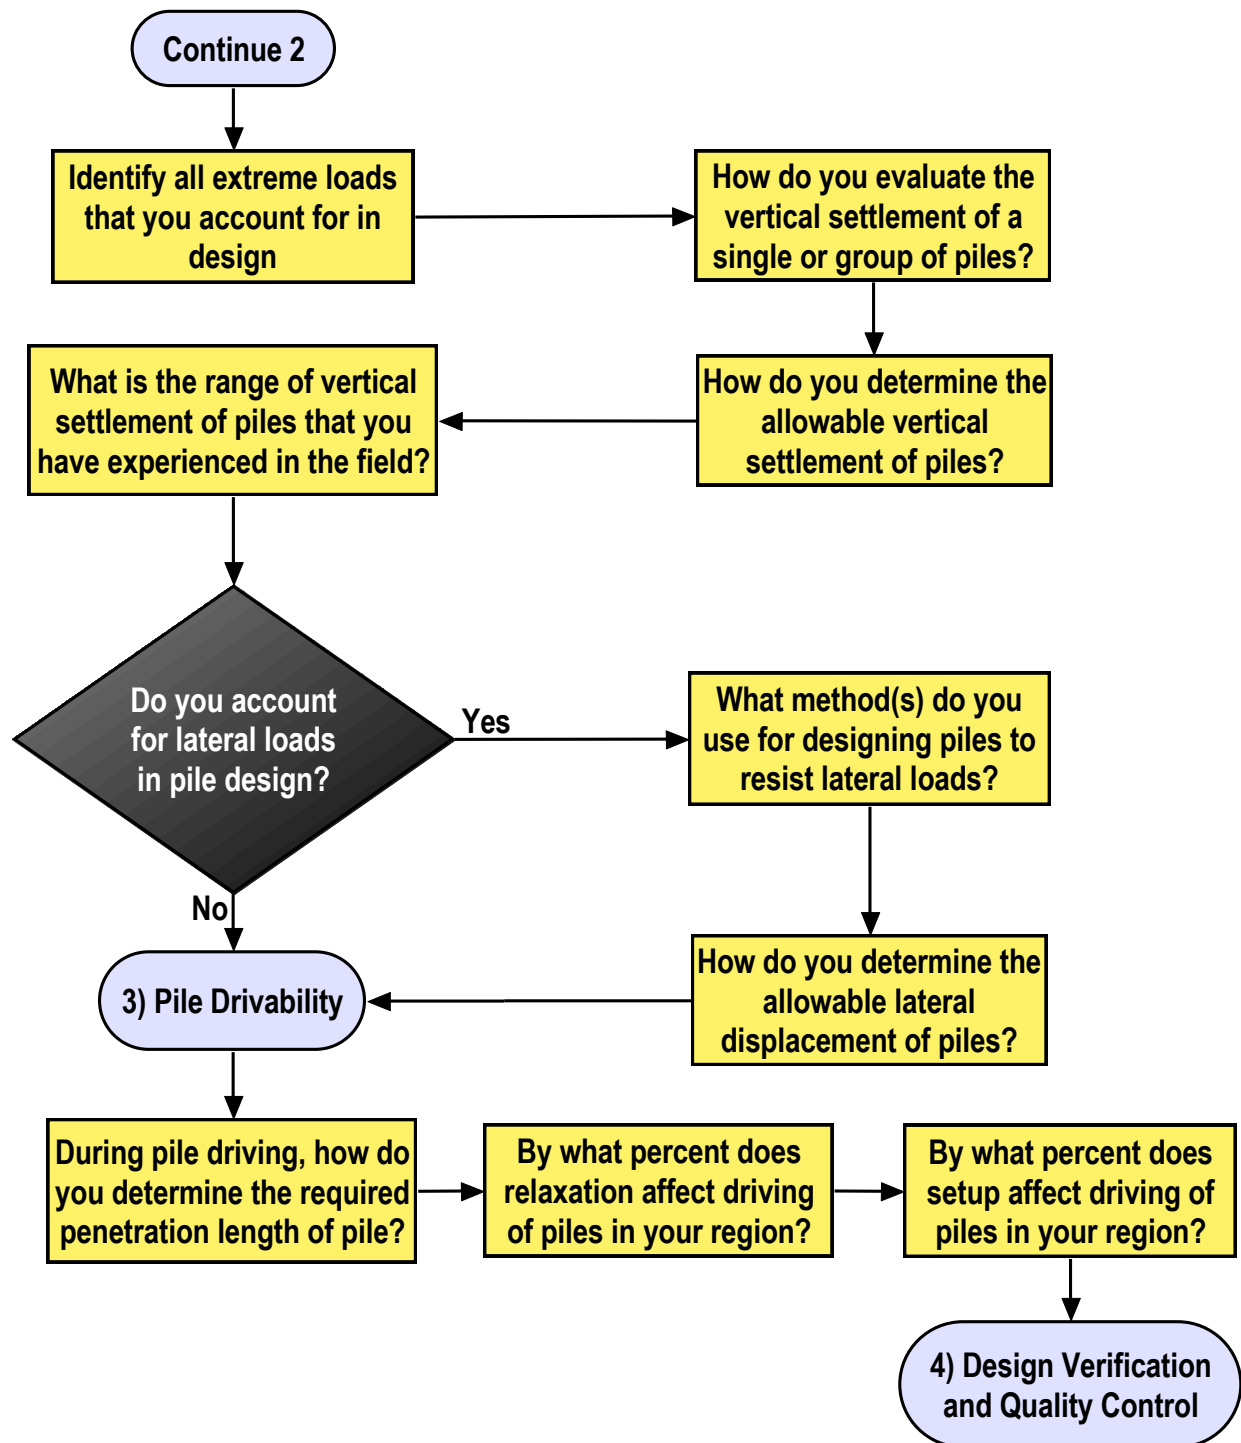 Continue 2
Identify all extreme loads
that you account for in
design
How do you evaluate the
vertical settlement of a
single or group of piles?
How do you determine the
allowable vertical
settlement of piles?
What is the range of vertical
settlement of piles that you
have experienced in the field?
Do you account
for lateral loads
in pile design?
Yes
What method(s) do you
use for designing piles to
resist lateral loads?
How do you determine the
allowable lateral
displacement of piles?
No
3) Pile Drivability
During pile driving, how do
you determine the required
penetration length of pile?
By what percent does
relaxation affect driving
of piles in your region?
By what percent does
setup affect driving of
piles in your region?
4) Design Verification
and Quality Control